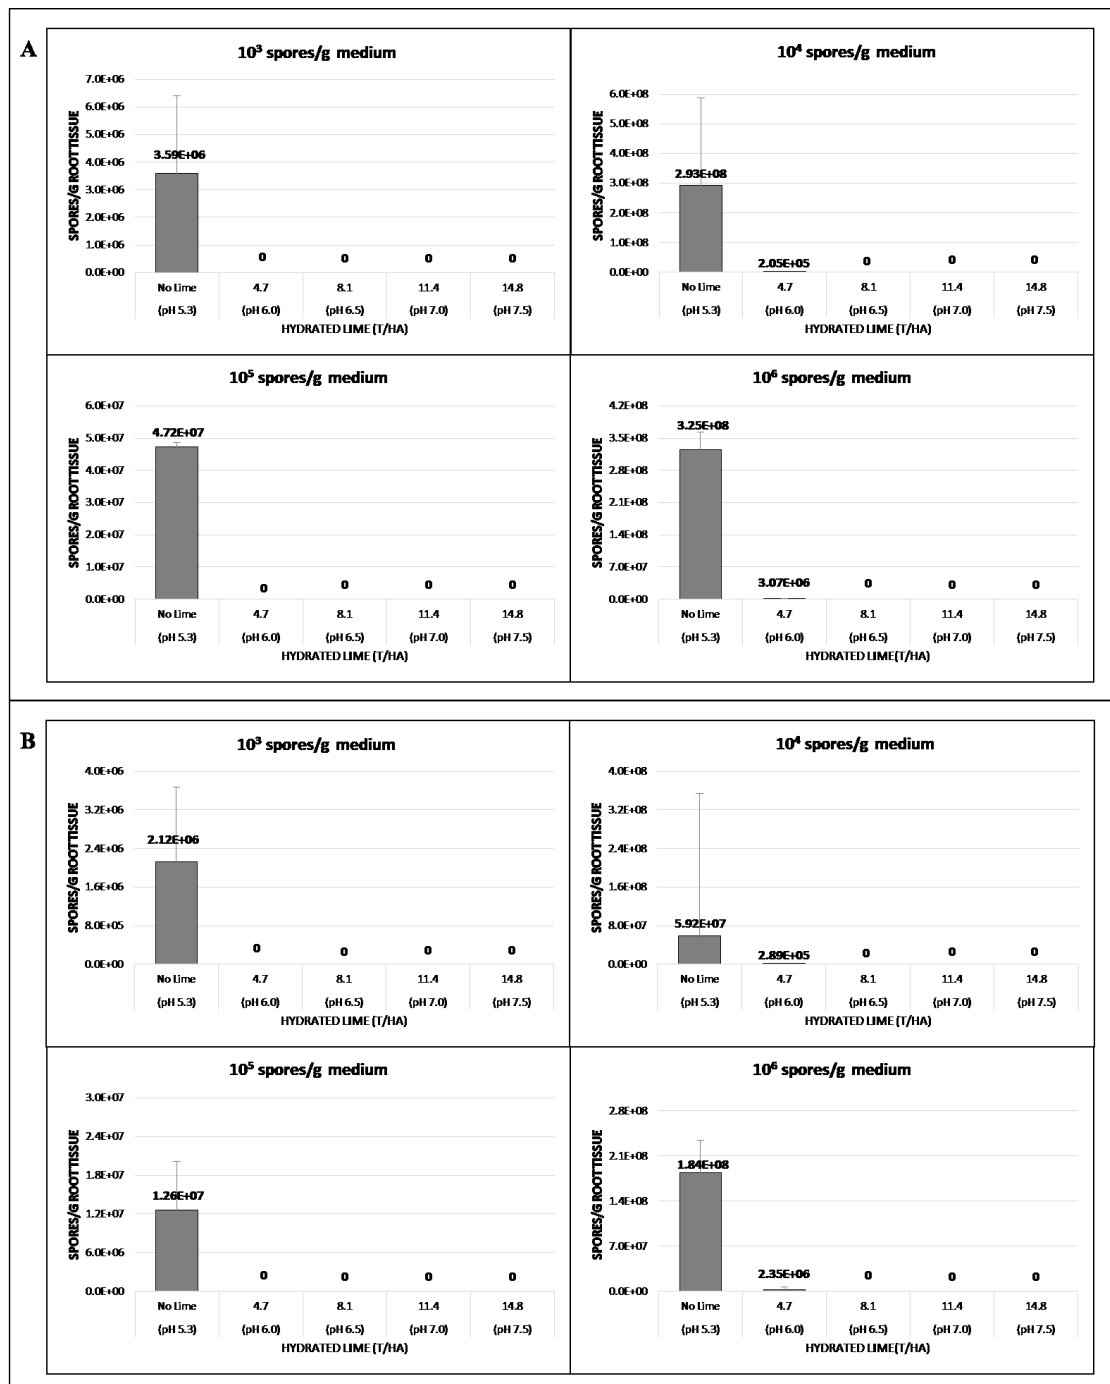 A
10³ spores/g medium
SPORES/G ROOT TISSUE
7.0E+06
6.0E+06
5.0E+06
4.0E+06
3.0E+06
2.0E+06
1.0E+06
0.0E+00
3.59E+06
0 0 0 0
No Lime 4.7 8.1 11.4 14.8
(pH 5.3) (pH 6.0) (pH 6.5) (pH 7.0) (pH 7.5)
HYDRATED LIME (T/HA)
10⁴ spores/g medium
SPORES/G ROOT TISSUE
6.0E+08
5.0E+08
4.0E+08
3.0E+08
2.0E+08
1.0E+08
0.0E+00
2.93E+08
2.05E+05 0 0 0
No Lime 4.7 8.1 11.4 14.8
(pH 5.3) (pH 6.0) (pH 6.5) (pH 7.0) (pH 7.5)
HYDRATED LIME (T/HA)
10⁵ spores/g medium
SPORES/G ROOT TISSUE
6.0E+07
5.0E+07
4.0E+07
3.0E+07
2.0E+07
1.0E+07
0.0E+00
4.72E+07
0 0 0 0
No Lime 4.7 8.1 11.4 14.8
(pH 5.3) (pH 6.0) (pH 6.5) (pH 7.0) (pH 7.5)
HYDRATED LIME (T/HA)
10⁶ spores/g medium
SPORES/G ROOT TISSUE
4.2E+08
3.5E+08
2.8E+08
2.1E+08
1.4E+08
7.0E+07
0.0E+00
3.25E+08
3.07E+06 0 0 0
No Lime 4.7 8.1 11.4 14.8
(pH 5.3) (pH 6.0) (pH 6.5) (pH 7.0) (pH 7.5)
HYDRATED LIME(T/HA)
B
10³ spores/g medium
SPORES/G ROOT TISSUE
4.0E+06
3.2E+06
2.4E+06
1.6E+06
8.0E+05
0.0E+00
2.12E+06
0 0 0 0
No Lime 4.7 8.1 11.4 14.8
(pH 5.3) (pH 6.0) (pH 6.5) (pH 7.0) (pH 7.5)
HYDRATED LIME (T/HA)
10⁴ spores/g medium
SPORES/G ROOT TISSUE
4.0E+08
3.2E+08
2.4E+08
1.6E+08
8.0E+07
0.0E+00
5.92E+07
2.89E+05 0 0 0
No Lime 4.7 8.1 11.4 14.8
(pH 5.3) (pH 6.0) (pH 6.5) (pH 7.0) (pH 7.5)
HYDRATED LIME (T/HA)
10⁵ spores/g medium
SPORES/G ROOT TISSUE
3.0E+07
2.4E+07
1.8E+07
1.2E+07
6.0E+06
0.0E+00
1.26E+07
0 0 0 0
No Lime 4.7 8.1 11.4 14.8
(pH 5.3) (pH 6.0) (pH 6.5) (pH 7.0) (pH 7.5)
HYDRATED LIME (T/HA)
10⁶ spores/g medium
SPORES/G ROOT TISSUE
2.8E+08
2.1E+08
1.4E+08
7.0E+07
0.0E+00
1.84E+08
2.35E+06 0 0 0
No Lime 4.7 8.1 11.4 14.8
(pH 5.3) (pH 6.0) (pH 6.5) (pH 7.0) (pH 7.5)
HYDRATED LIME(T/HA)